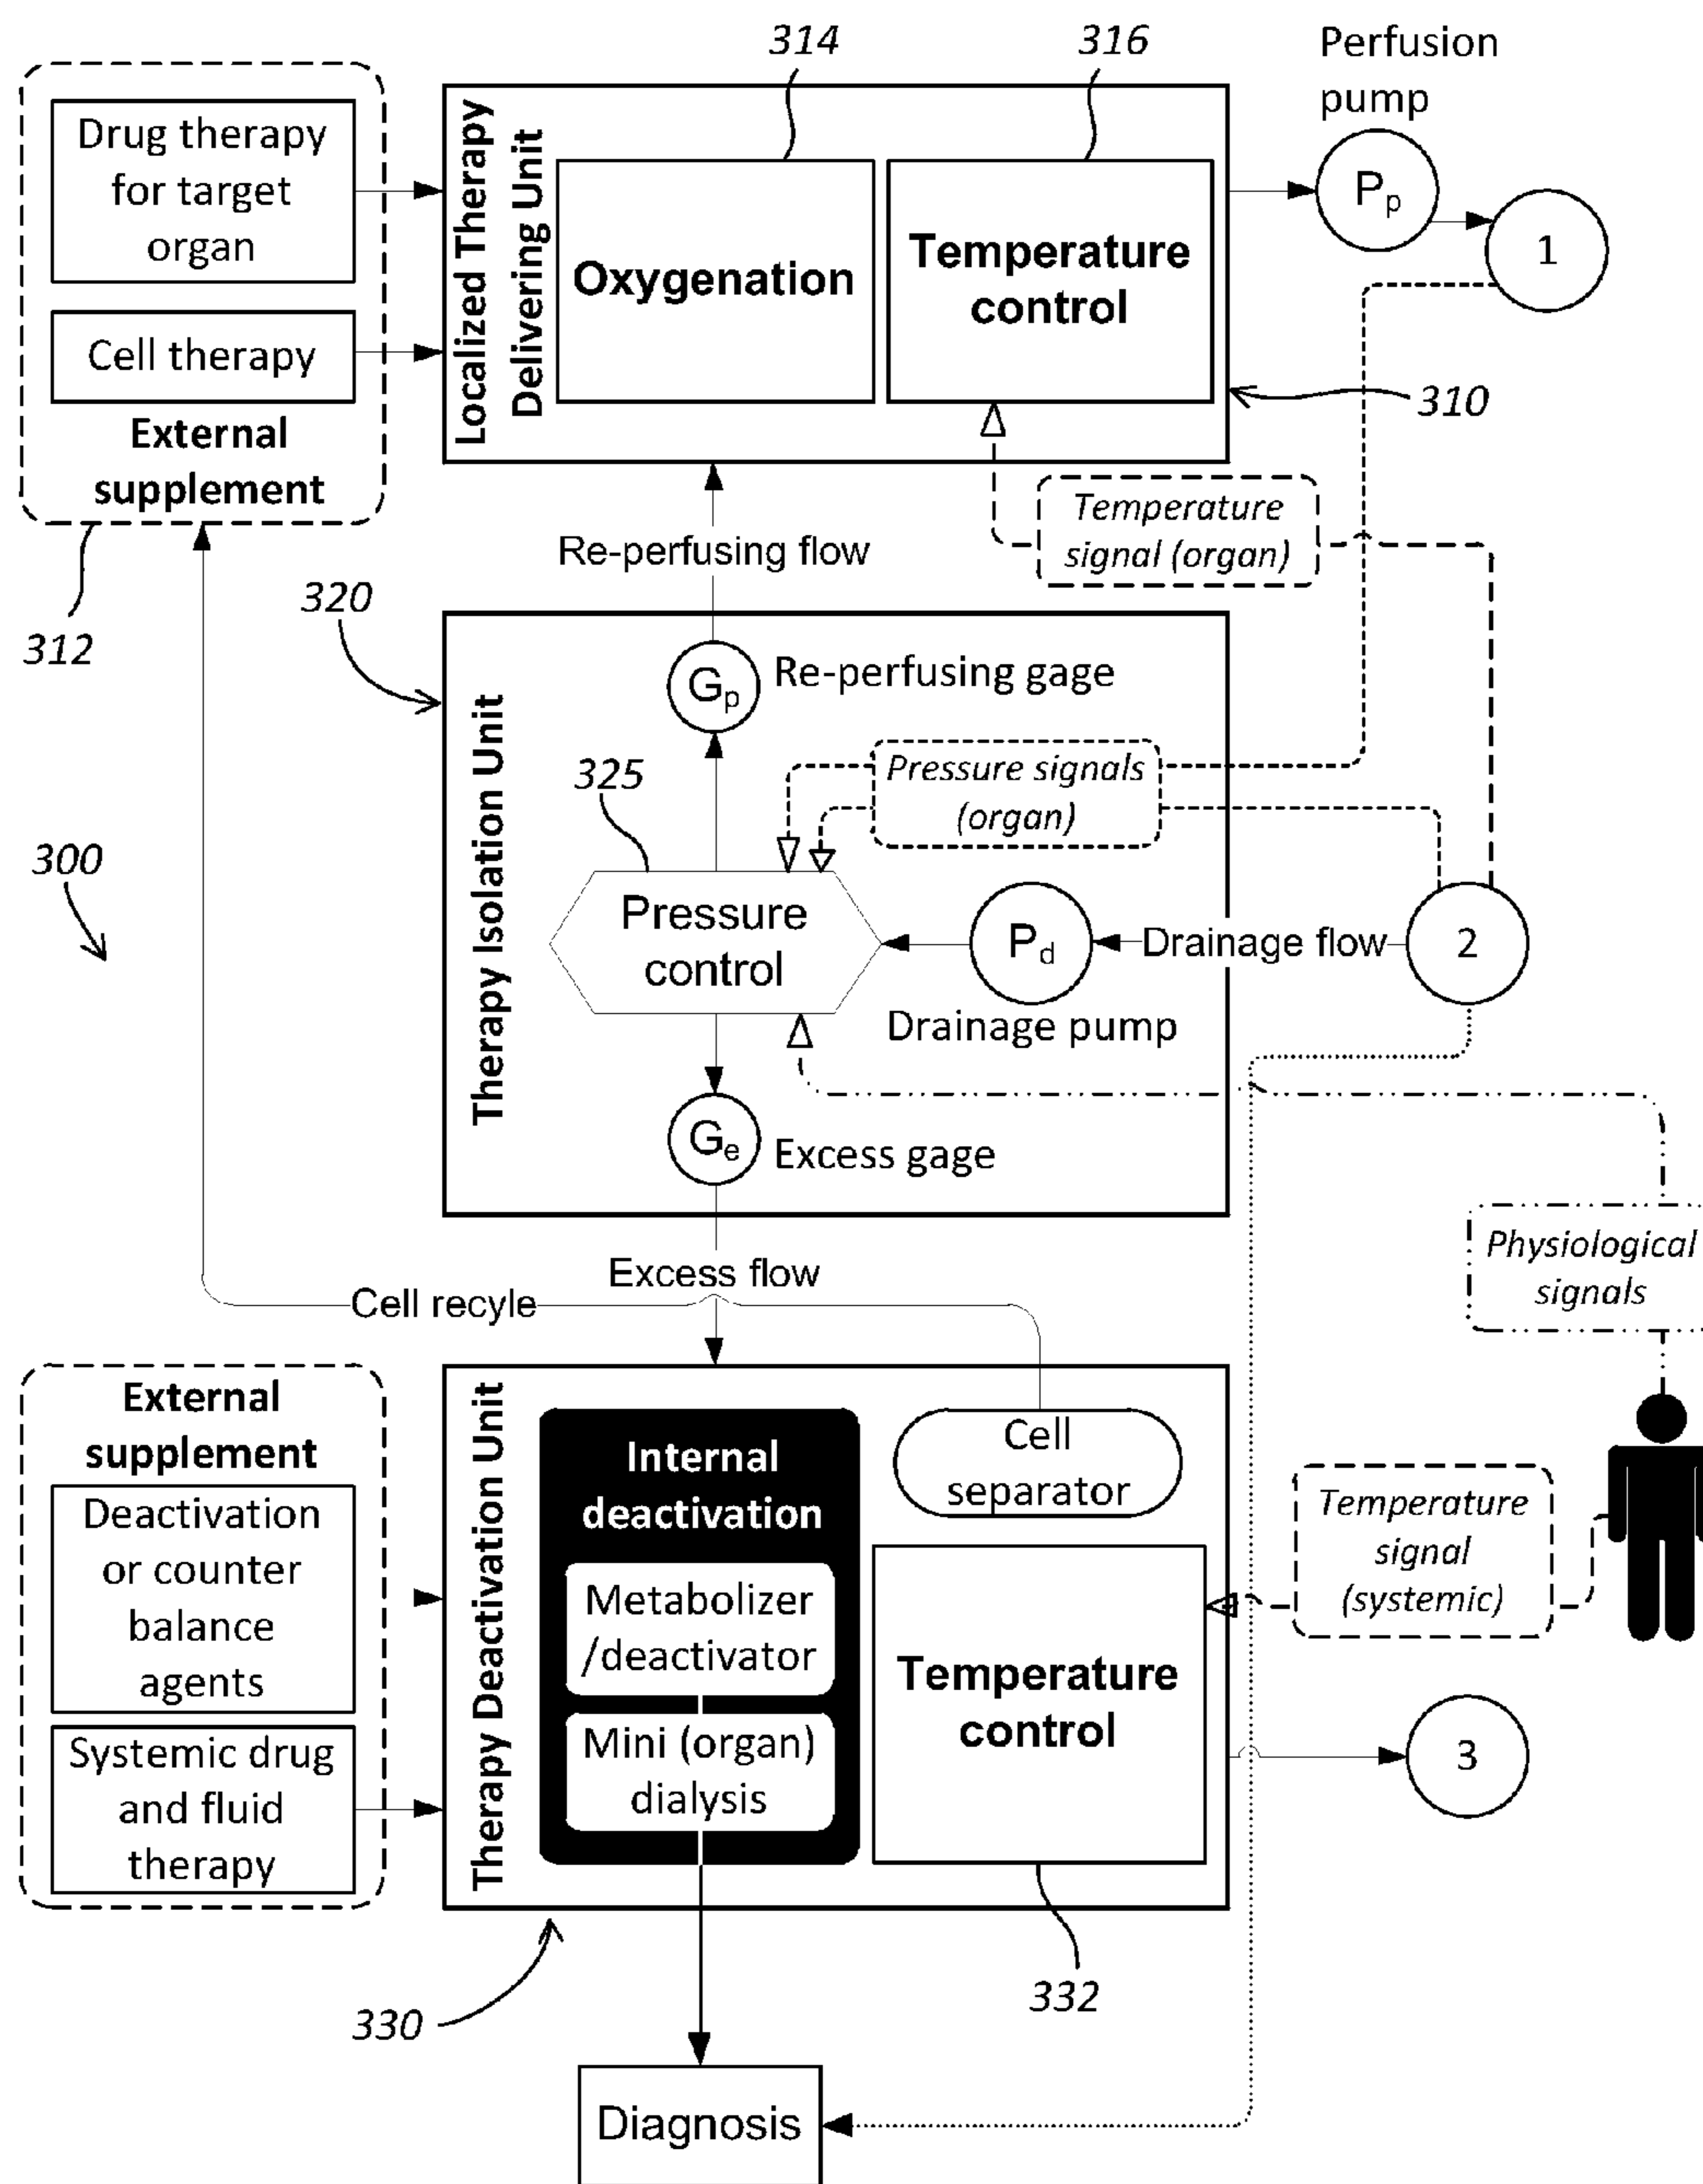 314
316
Perfusion
pump
Drug therapy
for target
organ
Cell therapy
External
supplement
312
Localized Therapy
Delivering Unit
Oxygenation
Temperature
control
Pp
1
310
Temperature
signal (organ)
Re-perfusing flow
320
Therapy Isolation Unit
Gp
Re-perfusing gage
325
Pressure signals
(organ)
300
Pressure
control
Pd
Drainage flow
2
Drainage pump
Ge
Excess gage
Physiological
signals
Excess flow
Cell recyle
External
supplement
Deactivation
or counter
balance
agents
Systemic drug
and fluid
therapy
Therapy Deactivation Unit
Internal
deactivation
Metabolizer
/deactivator
Mini (organ)
dialysis
Cell
separator
Temperature
control
Temperature
signal
(systemic)
3
330
332
Diagnosis